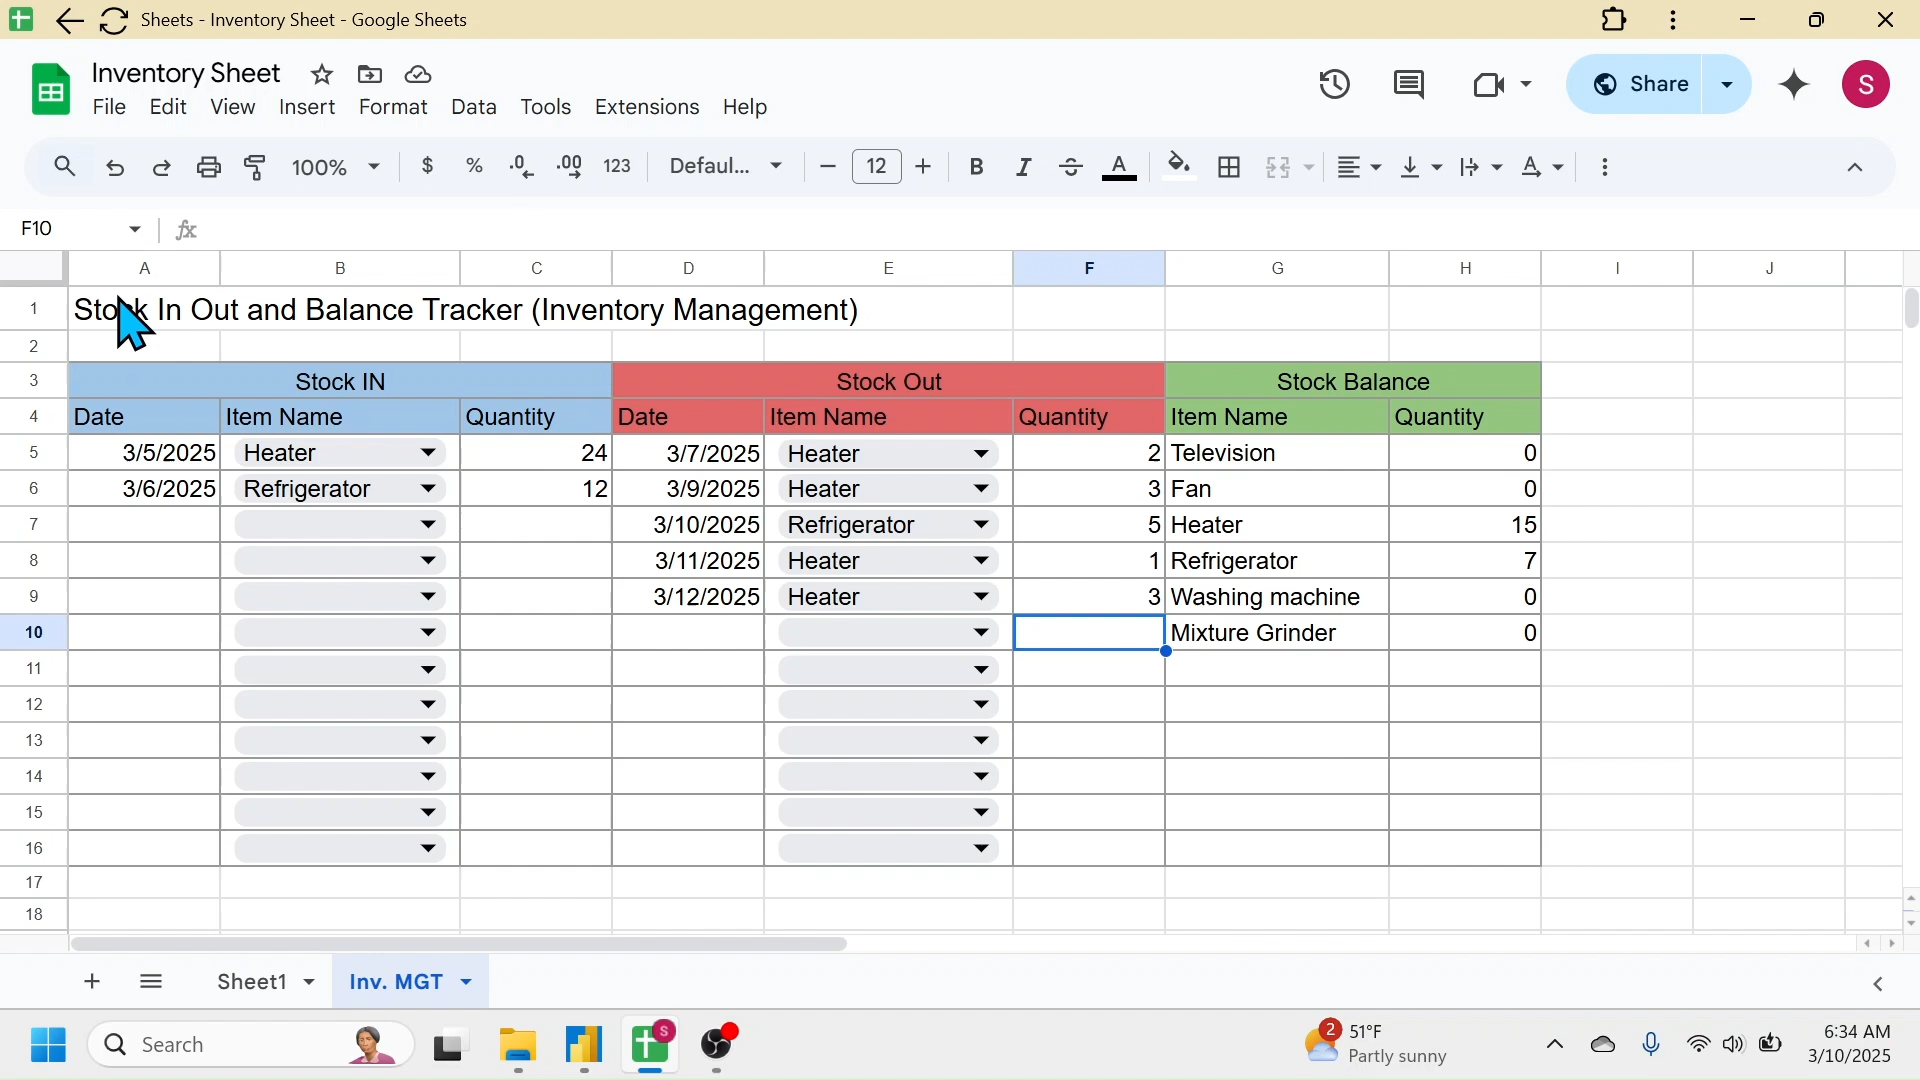 Sheets - Inventory Sheet - Google Sheets
Inventory Sheet
File Edit View Insert Format Data Tools Extensions Help
Share
S
100% $ % .0 .00 123 Defaul... 12 B I A
F10 fx
A B C D E F G H I J
1 Stock In Out and Balance Tracker (Inventory Management)
2
3 Stock IN Stock Out Stock Balance
4 Date Item Name Quantity Date Item Name Quantity Item Name Quantity
5 3/5/2025 Heater 24 3/7/2025 Heater 2 Television 0
6 3/6/2025 Refrigerator 12 3/9/2025 Heater 3 Fan 0
7 3/10/2025 Refrigerator 5 Heater 15
8 3/11/2025 Heater 1 Refrigerator 7
9 3/12/2025 Heater 3 Washing machine 0
10 Mixture Grinder 0
11
12
13
14
15
16
17
18
Sheet1 Inv. MGT
Search
S
2 51°F
Partly sunny
6:34 AM
3/10/2025